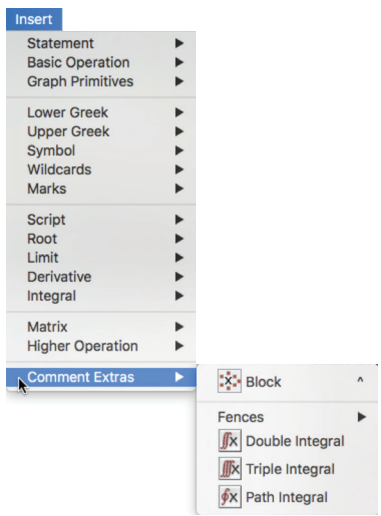 Insert
Statement ▶
Basic Operation ▶
Graph Primitives ▶
Lower Greek ▶
Upper Greek ▶
Symbol ▶
Wildcards ▶
Marks ▶
Script ▶
Root ▶
Limit ▶
Derivative ▶
Integral ▶
Matrix ▶
Higher Operation ▶
Comment Extras ▶
x Block ^
Fences ▶
∬x Double Integral
∭x Triple Integral
∮x Path Integral